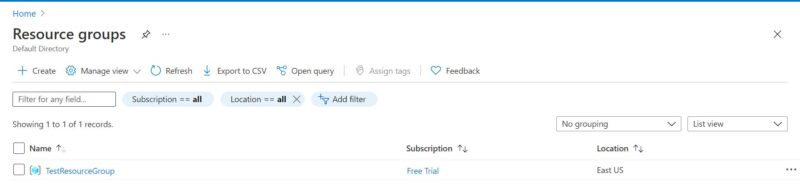 Home
Resource groups
Default Directory
Create Manage view Refresh Export to CSV Open query Assign tags Feedback
Filter for any field... Subscription == all Location == all Add filter
Showing 1 to 1 of 1 records. No grouping List view
Name Subscription Location
TestResourceGroup Free Trial East US